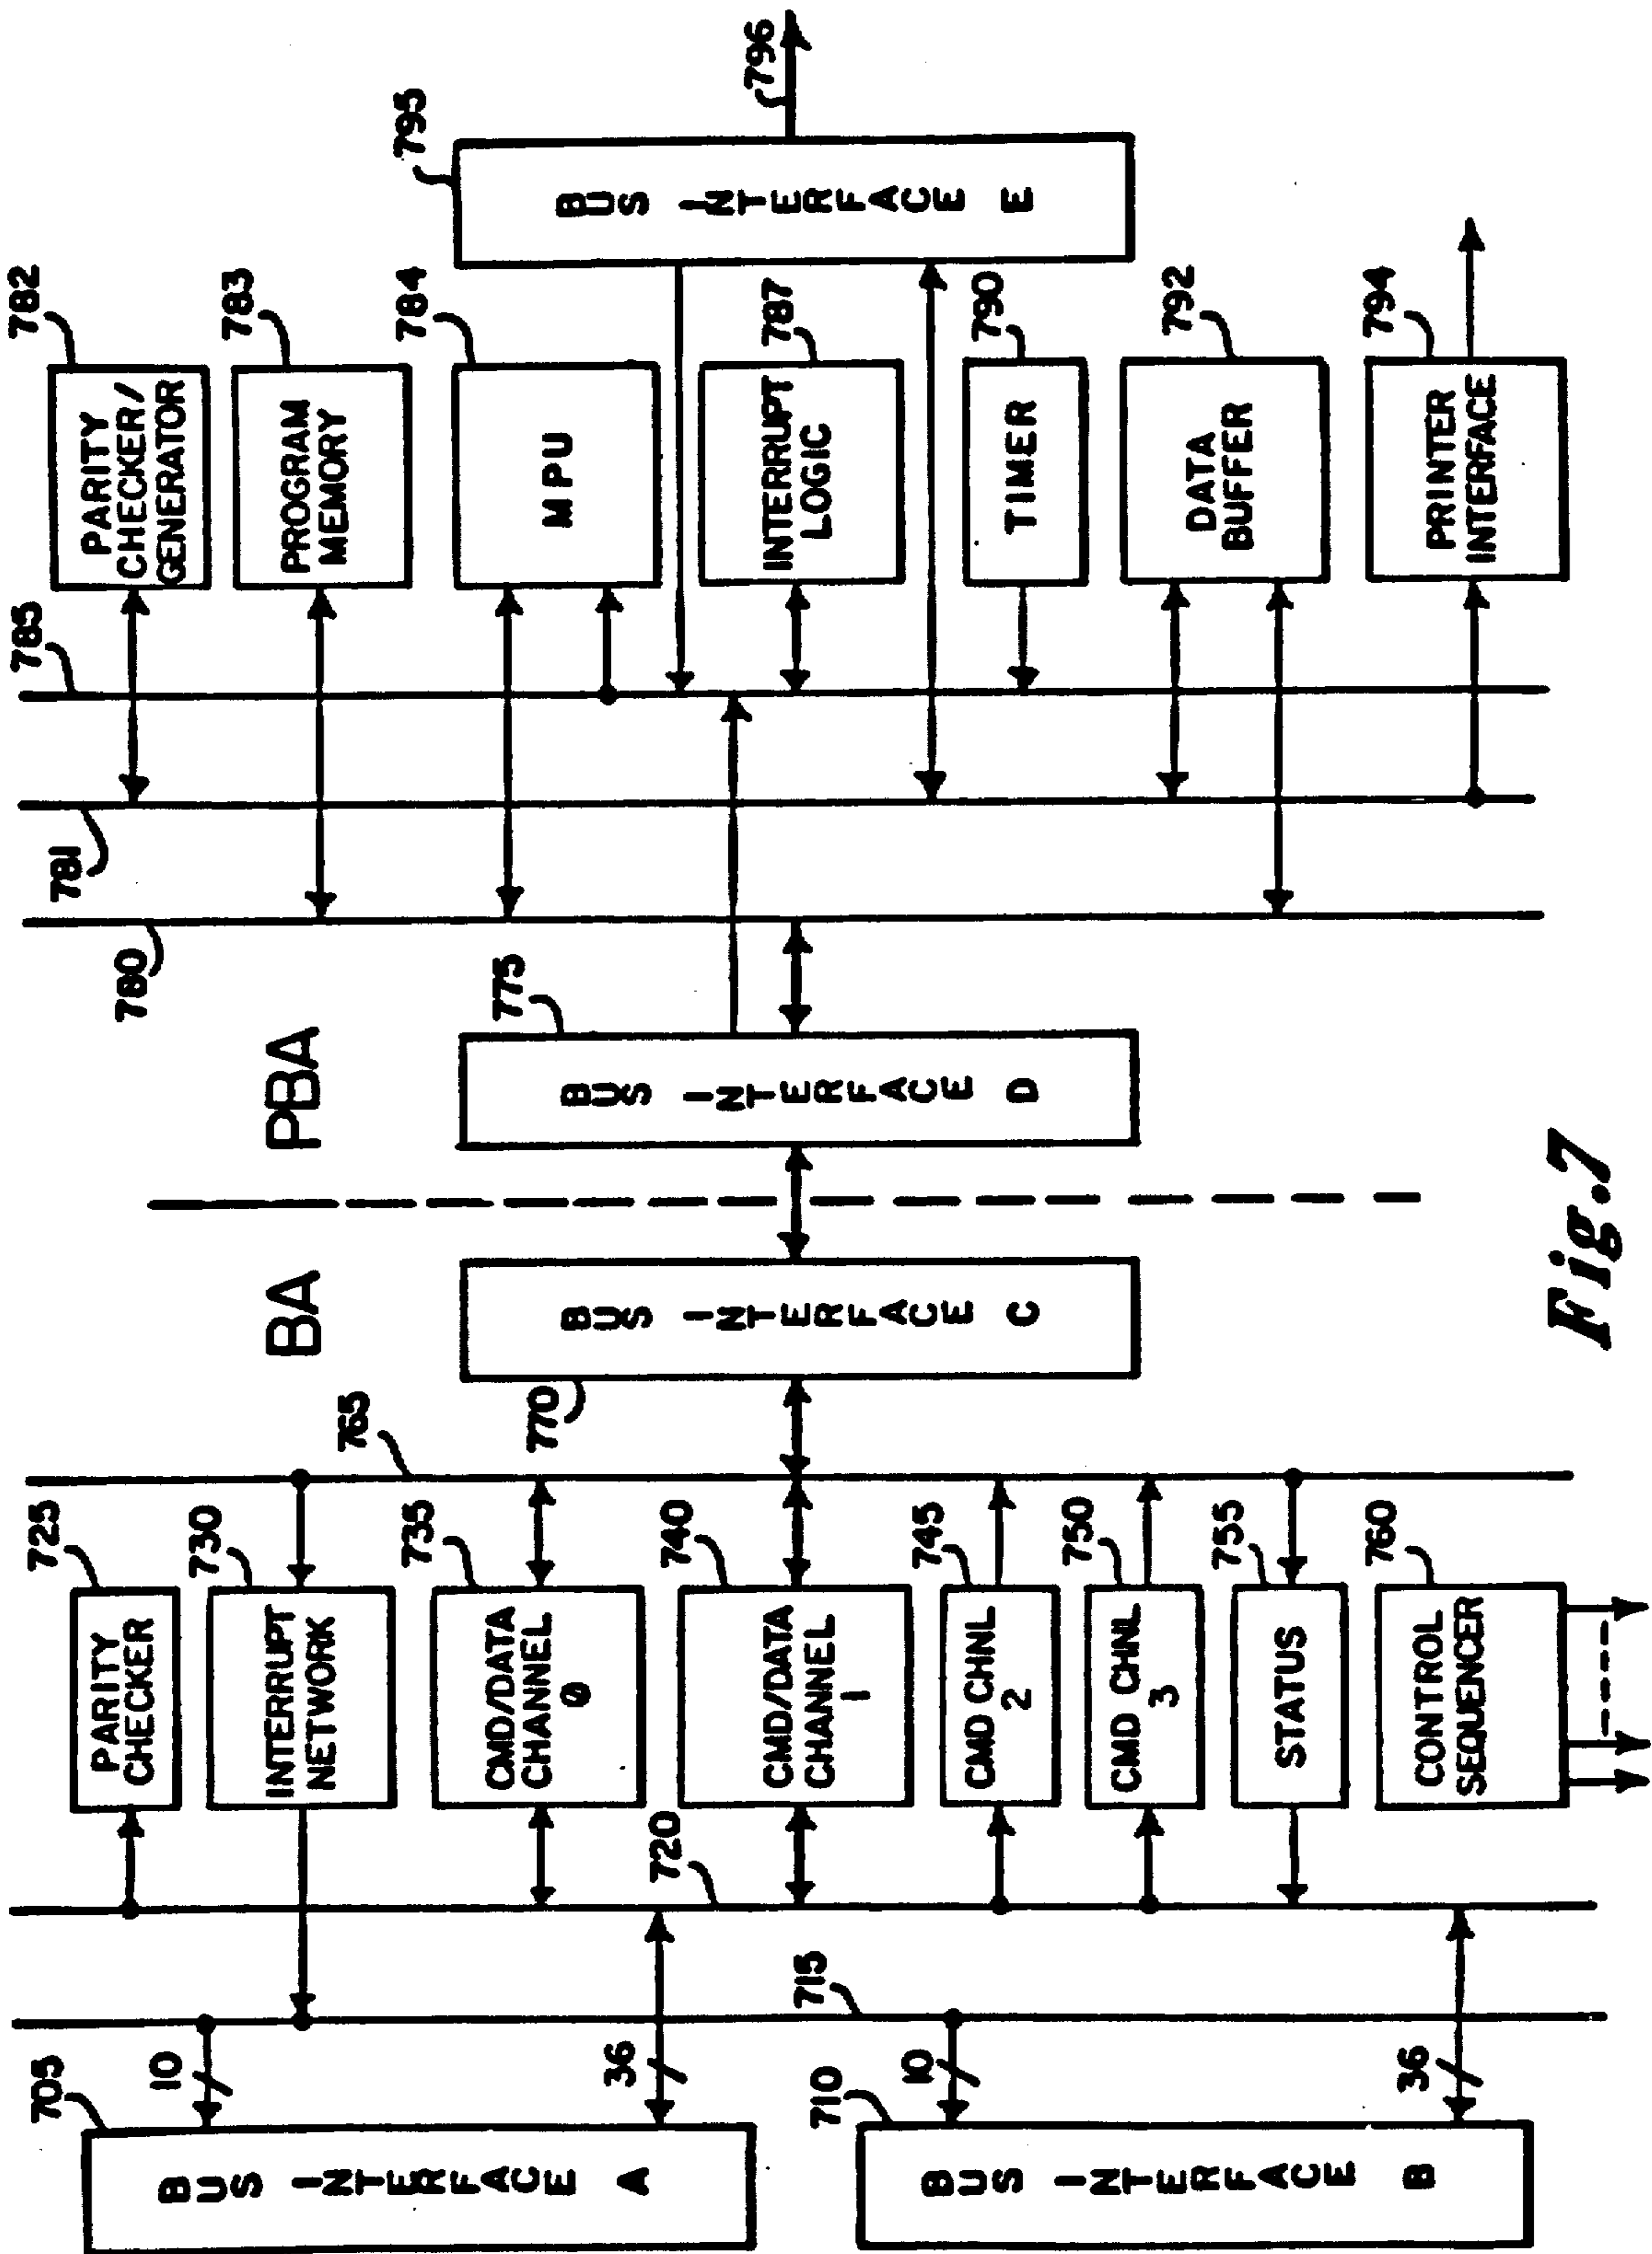 BA
PBA
705
BUS INTERFACE A
10
36
710
BUS INTERFACE B
10
36
715
720
725
PARITY
CHECKER
730
INTERRUPT
NETWORK
735
CMD/DATA
CHANNEL
0
740
CMD/DATA
CHANNEL
1
745
CMD CHNL
2
750
CMD CHNL
3
755
STATUS
760
CONTROL
SEQUENCER
765
770
BUS INTERFACE C
775
BUS INTERFACE D
780
781
785
782
PARITY
CHECKER/
GENERATOR
783
PROGRAM
MEMORY
784
MPU
787
INTERRUPT
LOGIC
790
TIMER
792
DATA
BUFFER
794
PRINTER
INTERFACE
795
BUS INTERFACE E
796
Fig. 7